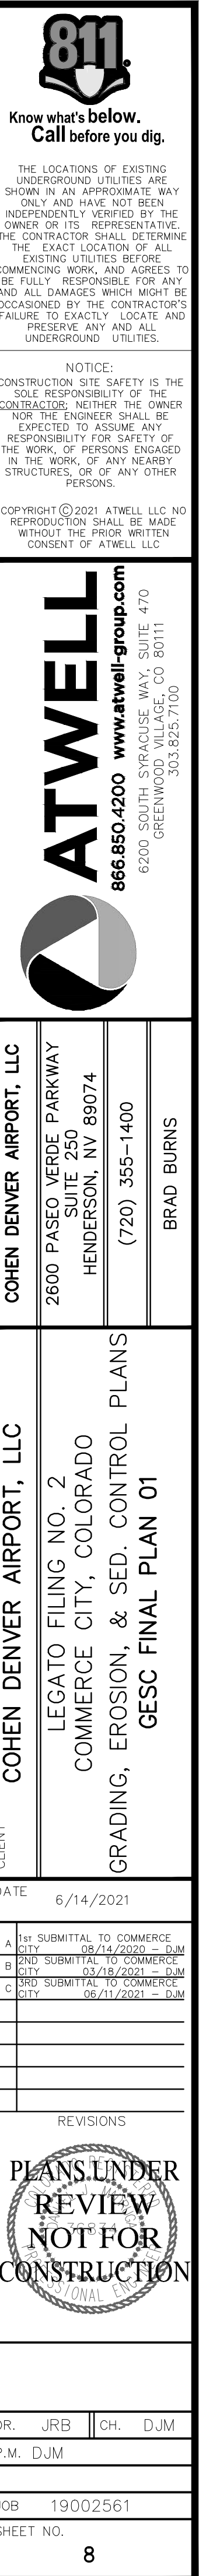 811
Know what's below.
Call before you dig.
THE LOCATIONS OF EXISTING
UNDERGROUND UTILITIES ARE
SHOWN IN AN APPROXIMATE WAY
ONLY AND HAVE NOT BEEN
INDEPENDENTLY VERIFIED BY THE
OWNER OR ITS REPRESENTATIVE.
THE CONTRACTOR SHALL DETERMINE
THE EXACT LOCATION OF ALL
EXISTING UTILITIES BEFORE
COMMENCING WORK, AND AGREES TO
BE FULLY RESPONSIBLE FOR ANY
AND ALL DAMAGES WHICH MIGHT BE
OCCASIONED BY THE CONTRACTOR'S
FAILURE TO EXACTLY LOCATE AND
PRESERVE ANY AND ALL
UNDERGROUND UTILITIES.
NOTICE:
CONSTRUCTION SITE SAFETY IS THE
SOLE RESPONSIBILITY OF THE
CONTRACTOR; NEITHER THE OWNER
NOR THE ENGINEER SHALL BE
EXPECTED TO ASSUME ANY
RESPONSIBILITY FOR SAFETY OF
THE WORK, OF PERSONS ENGAGED
IN THE WORK, OF ANY NEARBY
STRUCTURES, OR OF ANY OTHER
PERSONS.
COPYRIGHT © 2021 ATWELL LLC NO
REPRODUCTION SHALL BE MADE
WITHOUT THE PRIOR WRITTEN
CONSENT OF ATWELL LLC
ATWELL
866.850.4200 www.atwell-group.com
6200 SOUTH SYRACUSE WAY, SUITE 470
GREENWOOD VILLAGE, CO 80111
303.825.7100
COHEN DENVER AIRPORT, LLC
2600 PASEO VERDE PARKWAY
SUITE 250
HENDERSON, NV 89074
(720) 355-1400
BRAD BURNS
CLIENT
COHEN DENVER AIRPORT, LLC
LEGATO FILING NO. 2
COMMERCE CITY, COLORADO
GRADING, EROSION, & SED. CONTROL PLANS
GESC FINAL PLAN 01
DATE
6/14/2021
A 1ST SUBMITTAL TO COMMERCE
CITY 08/14/2020 - DJM
B 2ND SUBMITTAL TO COMMERCE
CITY 03/18/2021 - DJM
C 3RD SUBMITTAL TO COMMERCE
CITY 06/11/2021 - DJM
REVISIONS
PLANS UNDER
REVIEW
NOT FOR
CONSTRUCTION
DR. JRB CH. DJM
P.M. DJM
JOB 19002561
SHEET NO.
8